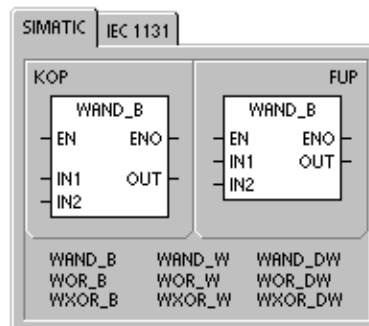 SIMATIC IEC 1131
KOP FUP
WAND_B WAND_B
EN ENO EN ENO
IN1 OUT IN1 OUT
IN2 IN2
WAND_B WAND_W WAND_DW
WOR_B WOR_W WOR_DW
WXOR_B WXOR_W WXOR_DW